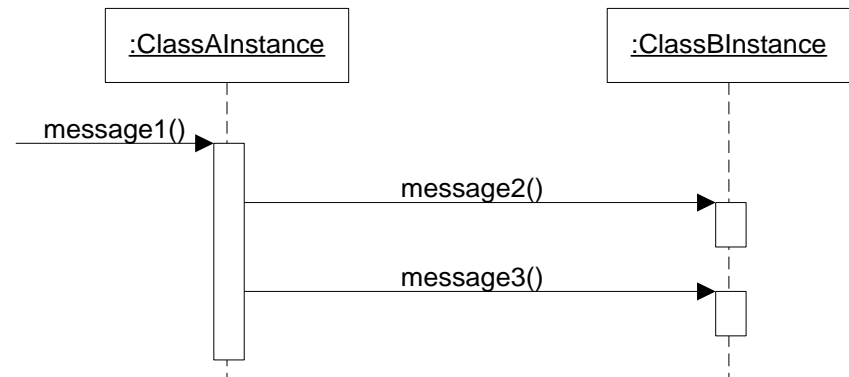 :ClassAInstance
:ClassBInstance
message1()
message2()
message3()